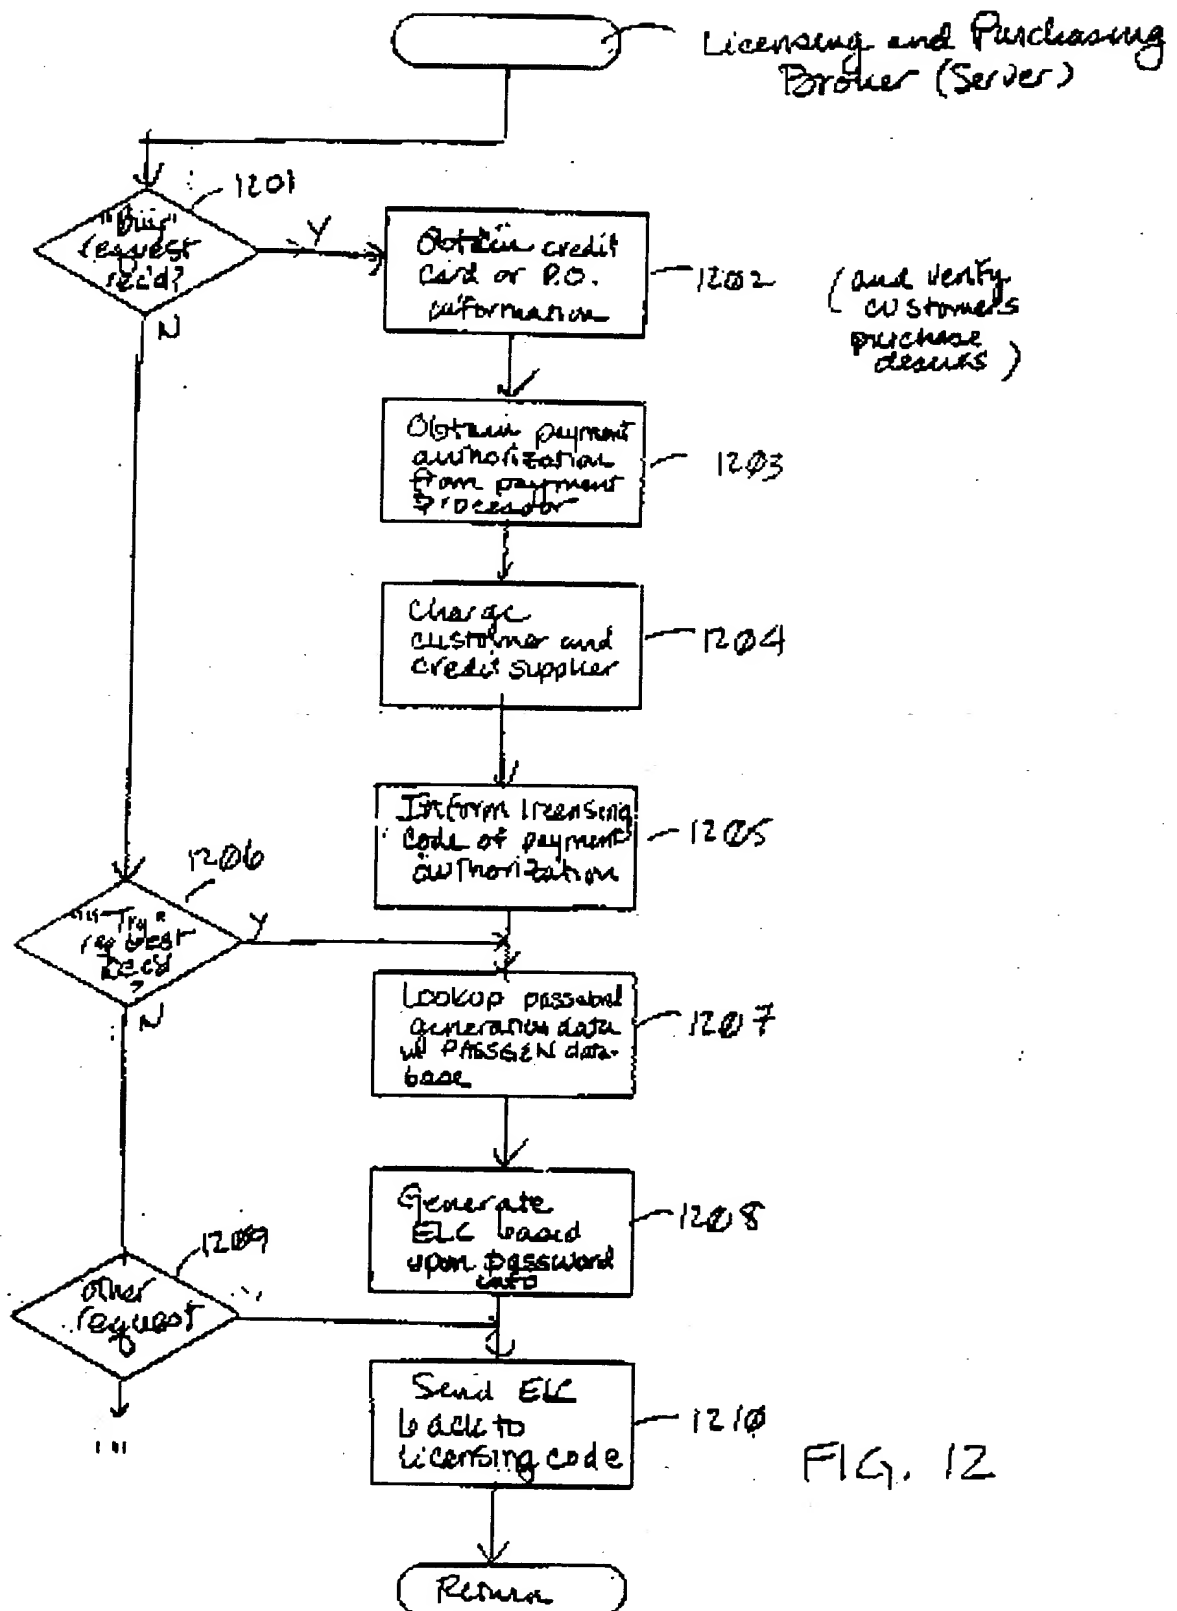 Licensing and Purchasing
Broker (Server)
1201
"Buy"
request
rec'd?
Y
N
Obtain credit
card or P.O.
information
1202
(and verify
customers
purchase
desires)
Obtain payment
authorization
from payment
processor
1203
Charge
customer and
credit supplier
1204
Inform licensing
code of payment
authorization
1205
1206
"Try"
request
Rec'd
?
Y
N
Lookup password
generation data
w/ PASSGEN data-
base
1207
Generate
ELC based
upon password
info
1208
1209
other
request
Send ELC
back to
licensing code
1210
FIG. 12
Return